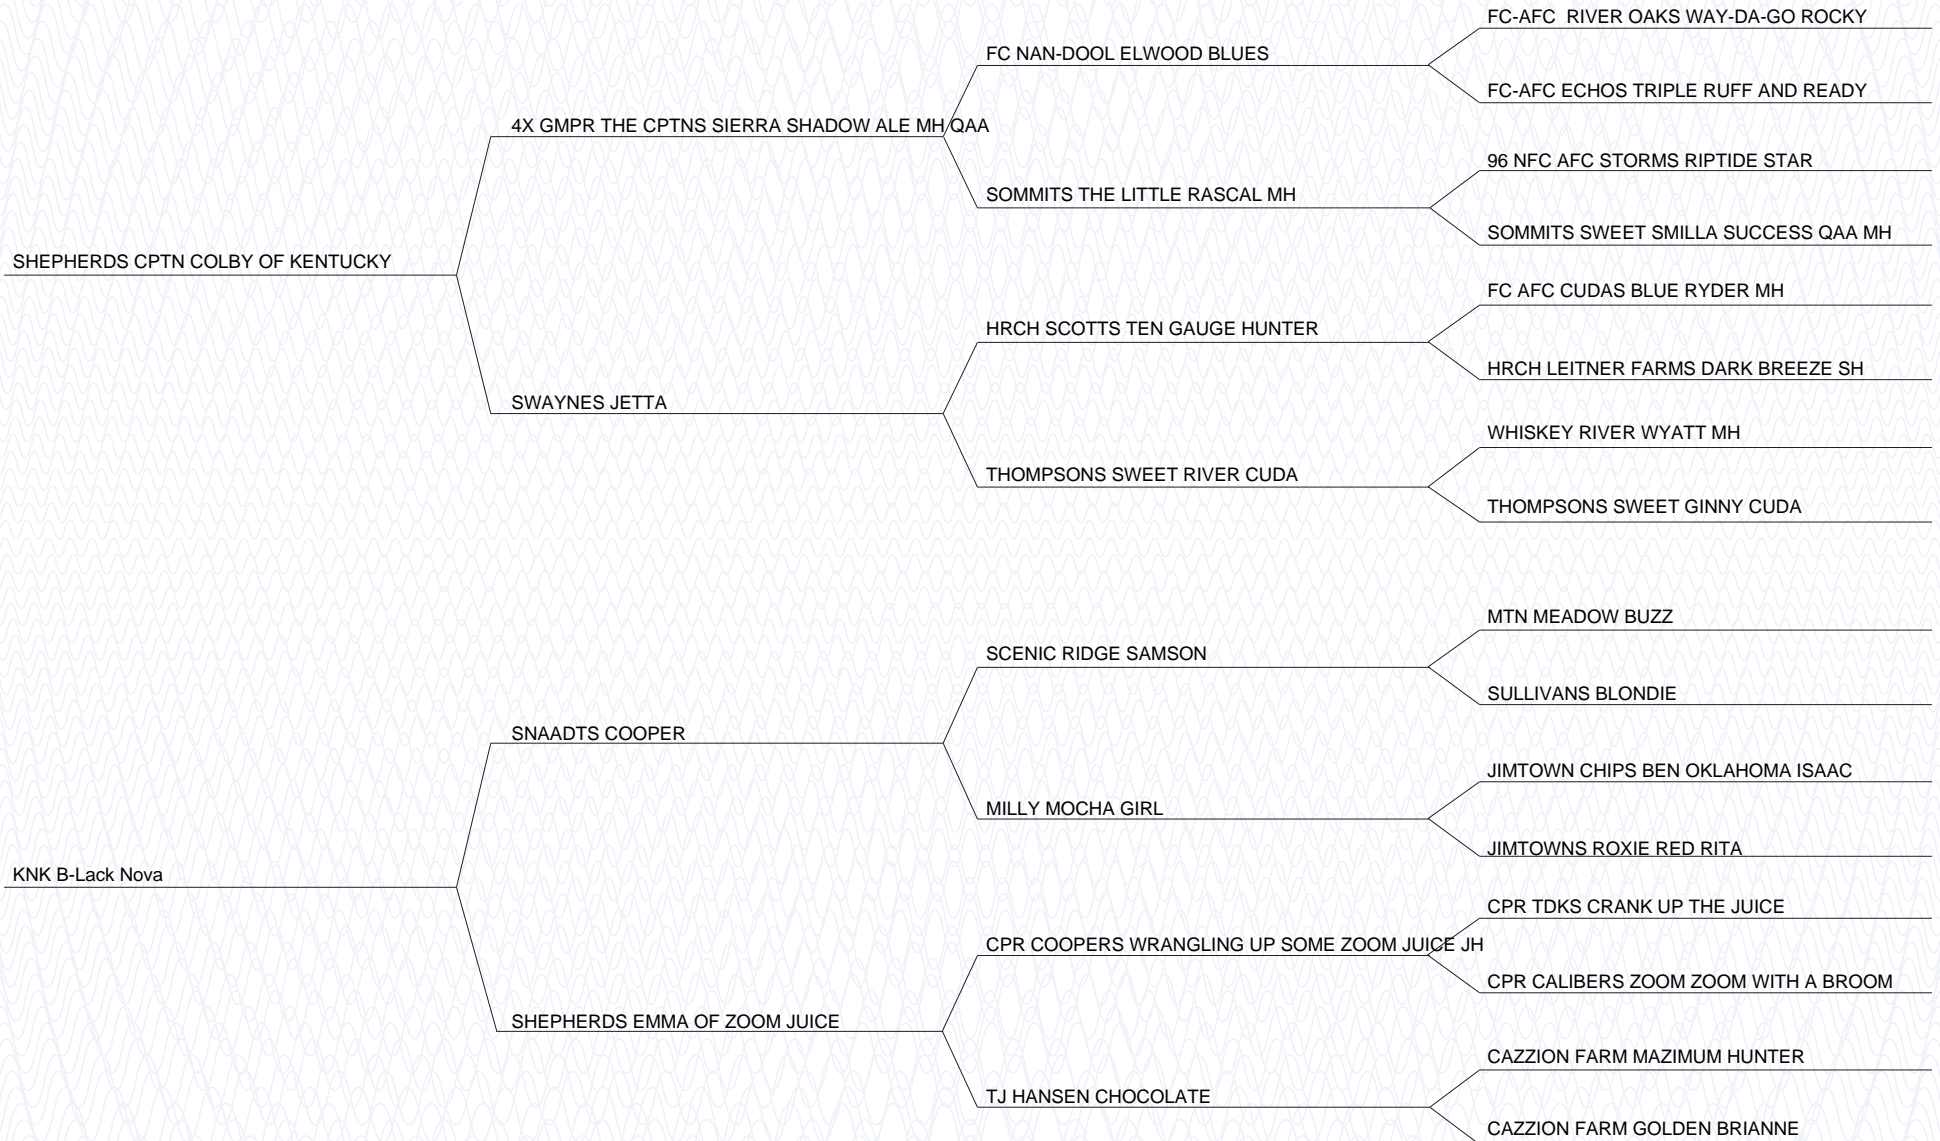 FC-AFC  RIVER OAKS WAY-DA-GO ROCKY
FC NAN-DOOL ELWOOD BLUES
FC-AFC ECHOS TRIPLE RUFF AND READY
4X GMPR THE CPTNS SIERRA SHADOW ALE MH QAA
96 NFC AFC STORMS RIPTIDE STAR
SOMMITS THE LITTLE RASCAL MH
SOMMITS SWEET SMILLA SUCCESS QAA MH
SHEPHERDS CPTN COLBY OF KENTUCKY
FC AFC CUDAS BLUE RYDER MH
HRCH SCOTTS TEN GAUGE HUNTER
HRCH LEITNER FARMS DARK BREEZE SH
SWAYNES JETTA
WHISKEY RIVER WYATT MH
THOMPSONS SWEET RIVER CUDA
THOMPSONS SWEET GINNY CUDA
MTN MEADOW BUZZ
SCENIC RIDGE SAMSON
SULLIVANS BLONDIE
SNAADTS COOPER
JIMTOWN CHIPS BEN OKLAHOMA ISAAC
MILLY MOCHA GIRL
JIMTOWNS ROXIE RED RITA
KNK B-Lack Nova
CPR TDKS CRANK UP THE JUICE
CPR COOPERS WRANGLING UP SOME ZOOM JUICE JH
CPR CALIBERS ZOOM ZOOM WITH A BROOM
SHEPHERDS EMMA OF ZOOM JUICE
CAZZION FARM MAZIMUM HUNTER
TJ HANSEN CHOCOLATE
CAZZION FARM GOLDEN BRIANNE